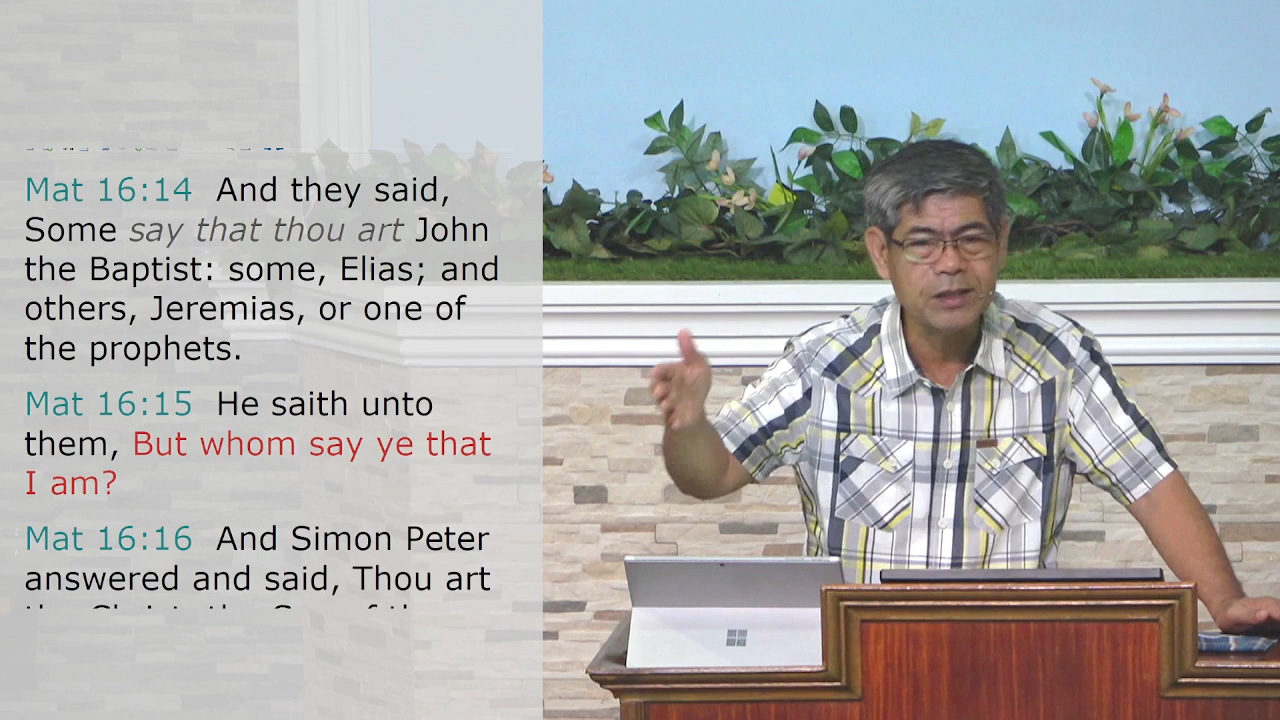 Mat 16:14 And they said,
Some say that thou art John
the Baptist: some, Elias; and
others, Jeremias, or one of
the prophets.
Mat 16:15 He saith unto
them, But whom say ye that
I am?
Mat 16:16 And Simon Peter
answered and said, Thou art